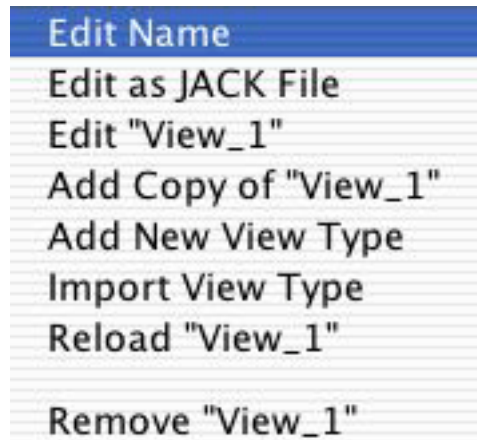 Edit Name
Edit as JACK File
Edit "View_1"
Add Copy of "View_1"
Add New View Type
Import View Type
Reload "View_1"
Remove "View_1"